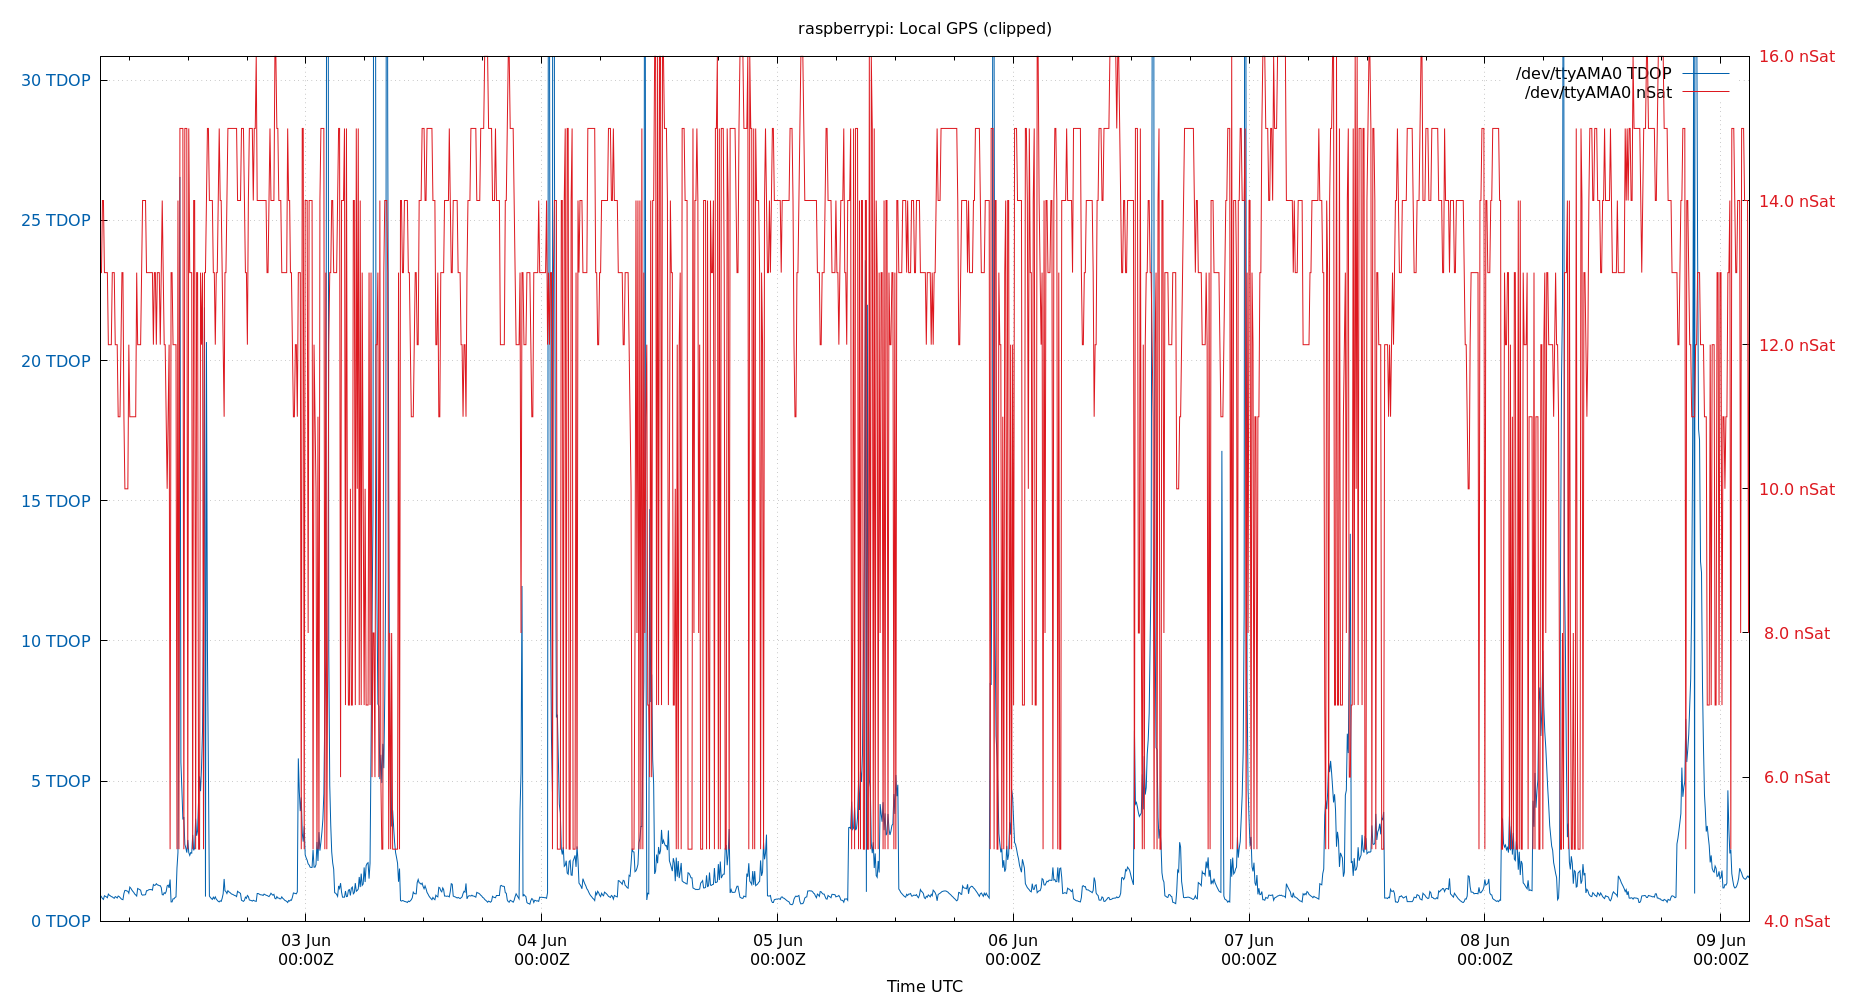 raspberrypi: Local GPS (clipped)
/dev/ttyAMA0 TDOP
/dev/ttyAMA0 nSat
30 TDOP
25 TDOP
20 TDOP
15 TDOP
10 TDOP
5 TDOP
0 TDOP
16.0 nSat
14.0 nSat
12.0 nSat
10.0 nSat
8.0 nSat
6.0 nSat
4.0 nSat
03 Jun
00:00Z
04 Jun
00:00Z
05 Jun
00:00Z
06 Jun
00:00Z
07 Jun
00:00Z
08 Jun
00:00Z
09 Jun
00:00Z
Time UTC